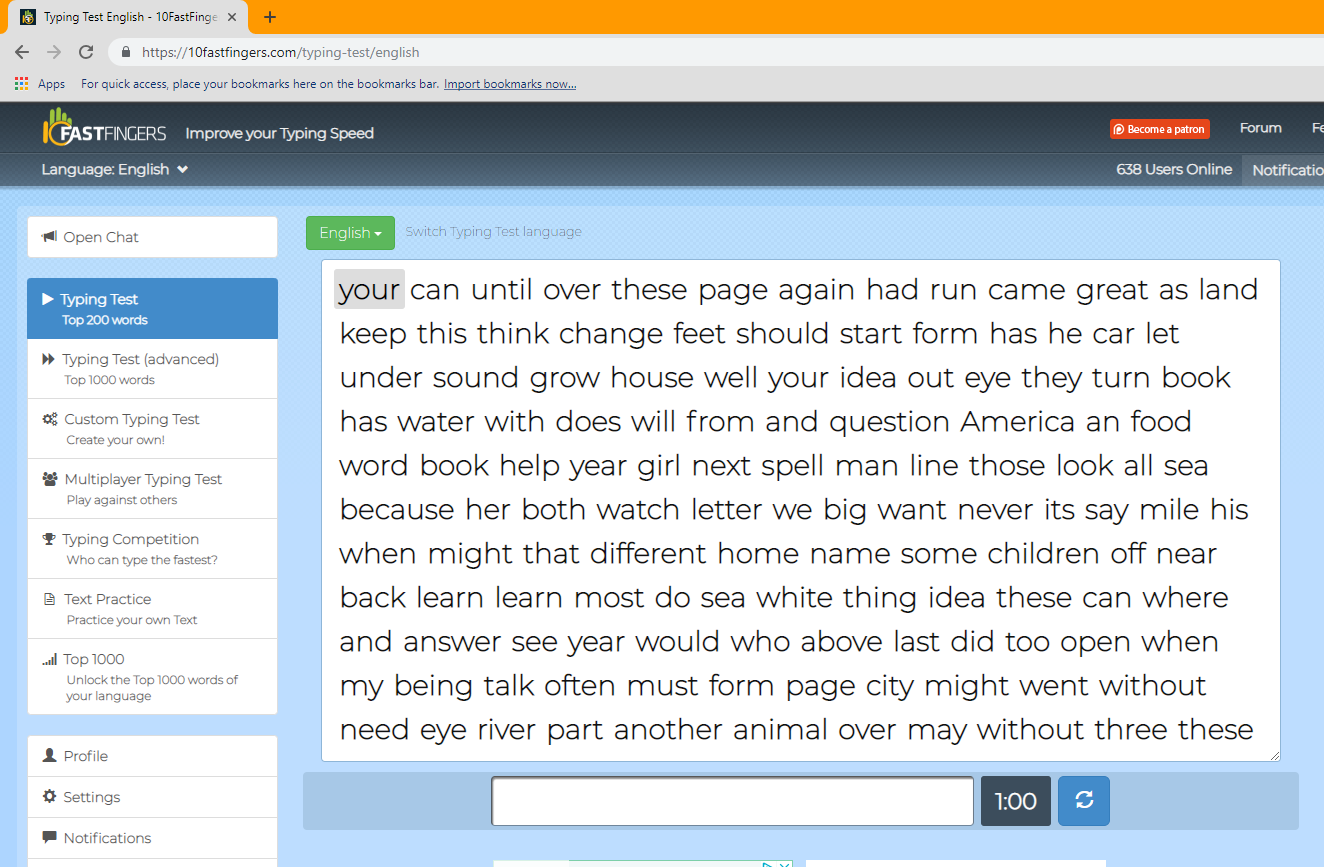 Typing Test English - 10FastFinge
https://10fastfingers.com/typing-test/english
Apps For quick access, place your bookmarks here on the bookmarks bar. Import bookmarks now...
10FASTFINGERS Improve your Typing Speed
Become a patron Forum Fe
Language: English
638 Users Online Notificatio
Open Chat
Typing Test
Top 200 words
Typing Test (advanced)
Top 1000 words
Custom Typing Test
Create your own!
Multiplayer Typing Test
Play against others
Typing Competition
Who can type the fastest?
Text Practice
Practice your own Text
Top 1000
Unlock the Top 1000 words of
your language
Profile
Settings
Notifications
English Switch Typing Test language
your can until over these page again had run came great as land
keep this think change feet should start form has he car let
under sound grow house well your idea out eye they turn book
has water with does will from and question America an food
word book help year girl next spell man line those look all sea
because her both watch letter we big want never its say mile his
when might that different home name some children off near
back learn learn most do sea white thing idea these can where
and answer see year would who above last did too open when
my being talk often must form page city might went without
need eye river part another animal over may without three these
1:00